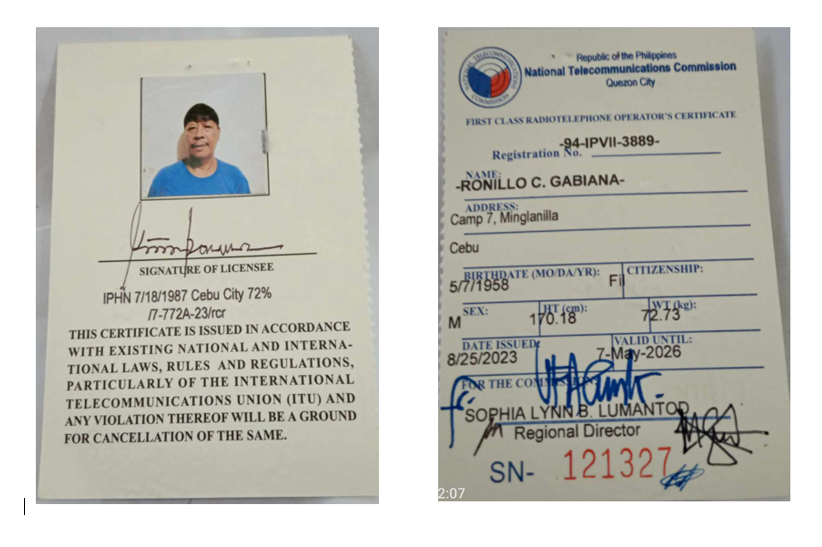 SIGNATURE OF LICENSEE
IPHN 7/18/1987 Cebu City 72%
/7-772A-23/rcr
THIS CERTIFICATE IS ISSUED IN ACCORDANCE
WITH EXISTING NATIONAL AND INTERNA-
TIONAL LAWS, RULES AND REGULATIONS,
PARTICULARLY OF THE INTERNATIONAL
TELECOMMUNICATIONS UNION (ITU) AND
ANY VIOLATION THEREOF WILL BE A GROUND
FOR CANCELLATION OF THE SAME.
NATIONAL TELECOMMUNICATIONS COMMISSION
Republic of the Philippines
National Telecommunications Commission
Quezon City
FIRST CLASS RADIOTELEPHONE OPERATOR'S CERTIFICATE
-94-IPVII-3889-
Registration No.
NAME:
-RONILLO C. GABIANA-
ADDRESS:
Camp 7, Minglanilla
Cebu
BIRTHDATE (MO/DA/YR): CITIZENSHIP:
5/7/1958 Fil
SEX: HT (cm): WT (kg):
M 170.18 72.73
DATE ISSUED: VALID UNTIL:
8/25/2023 7-May-2026
FOR THE COMMISSION:
SOPHIA LYNN B. LUMANTOD
Regional Director
SN- 121327
2:07